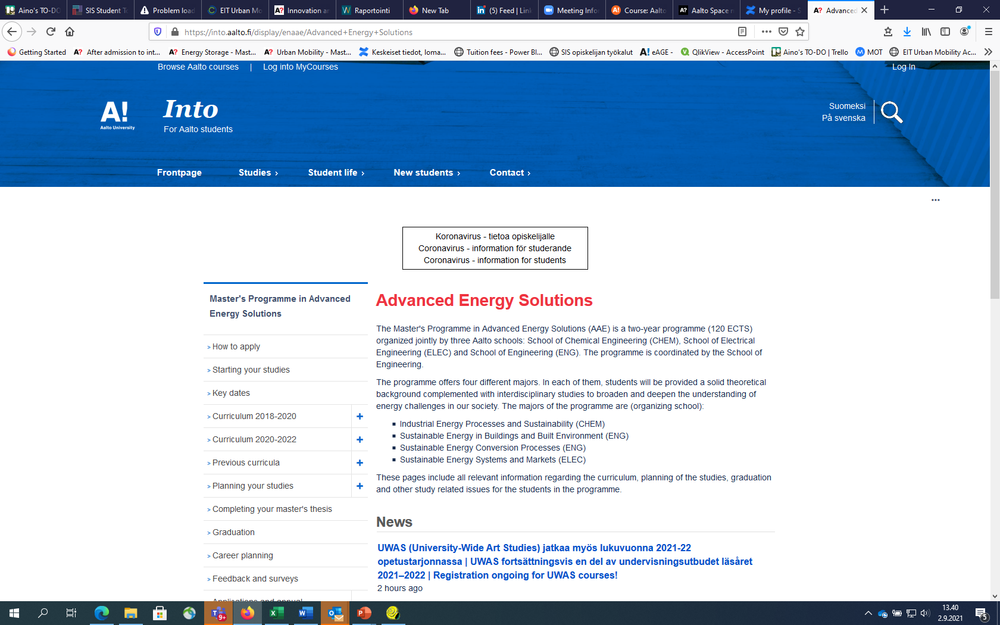 Aino's TO-DO
SIS Student To
Problem load
EIT Urban Mo
Innovation an
Raportointi
New Tab
(5) Feed | Link
Meeting Infor
Course: Aalto
Aalto Space n
My profile - S
Advanced
https://into.aalto.fi/display/enaae/Advanced+Energy+Solutions
Getting Started
After admission to int...
Energy Storage - Mast...
Urban Mobility - Mast...
Keskeiset tiedot, loma...
Tuition fees - Power Bl...
SIS opiskelijan työkalut
eAGE -
QlikView - AccessPoint
Aino's TO-DO | Trello
MOT
EIT Urban Mobility Ac...
Browse Aalto courses | Log into MyCourses
Log In
A!
Aalto University
Into
For Aalto students
Suomeksi
På svenska
Frontpage
Studies ›
Student life ›
New students ›
Contact ›
Koronavirus - tietoa opiskelijalle
Coronavirus - information för studerande
Coronavirus - information for students
Master's Programme in Advanced
Energy Solutions
> How to apply
> Starting your studies
> Key dates
> Curriculum 2018-2020
> Curriculum 2020-2022
> Previous curricula
> Planning your studies
> Completing your master's thesis
> Graduation
> Career planning
> Feedback and surveys
Advanced Energy Solutions
The Master's Programme in Advanced Energy Solutions (AAE) is a two-year programme (120 ECTS)
organized jointly by three Aalto schools: School of Chemical Engineering (CHEM), School of Electrical
Engineering (ELEC) and School of Engineering (ENG). The programme is coordinated by the School of
Engineering.
The programme offers four different majors. In each of them, students will be provided a solid theoretical
background complemented with interdisciplinary studies to broaden and deepen the understanding of
energy challenges in our society. The majors of the programme are (organizing school):
▪ Industrial Energy Processes and Sustainability (CHEM)
▪ Sustainable Energy in Buildings and Built Environment (ENG)
▪ Sustainable Energy Conversion Processes (ENG)
▪ Sustainable Energy Systems and Markets (ELEC)
These pages include all relevant information regarding the curriculum, planning of the studies, graduation
and other study related issues for the students in the programme.
News
UWAS (University-Wide Art Studies) jatkaa myös lukuvuonna 2021-22
opetustarjonnassa | UWAS fortsättningsvis en del av undervisningsutbudet läsåret
2021–2022 | Registration ongoing for UWAS courses!
2 hours ago
9+
13.40
2.9.2021
5